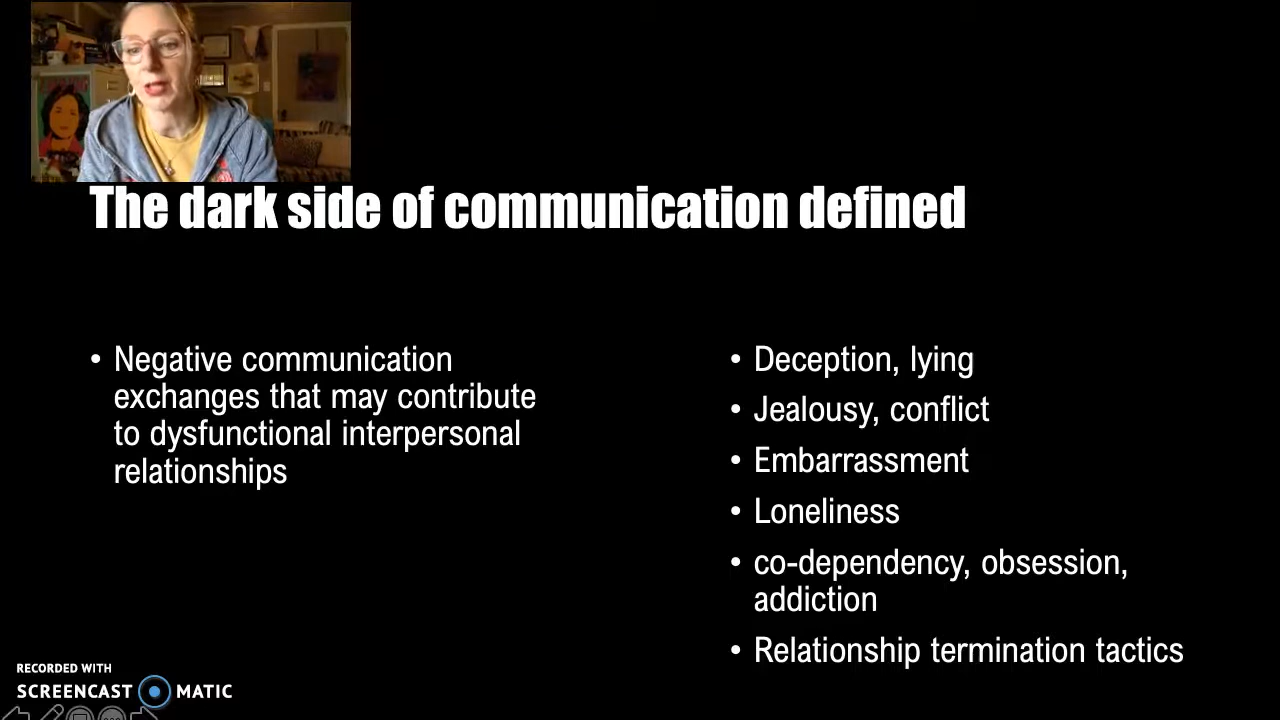 The dark side of communication defined
• Negative communication
exchanges that may contribute
to dysfunctional interpersonal
relationships
• Deception, lying
• Jealousy, conflict
• Embarrassment
• Loneliness
• co-dependency, obsession,
addiction
• Relationship termination tactics
RECORDED WITH
SCREENCAST MATIC